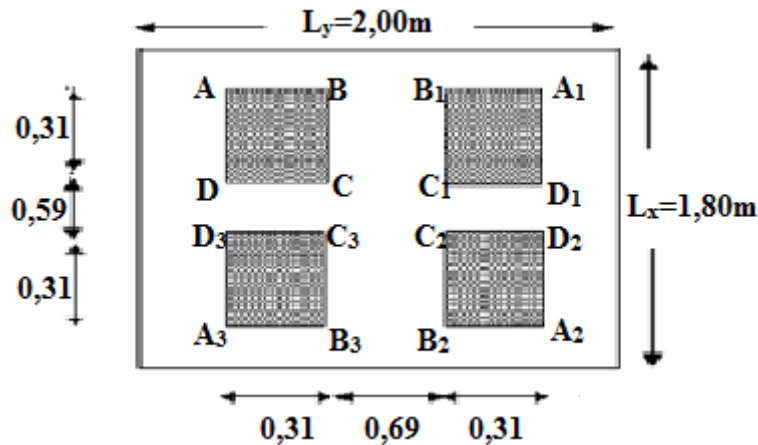 Ly=2,00m
A B B1 A1
0,31
D C C1 D1
0,59
Lx=1,80m
D3 C3 C2 D2
0,31
A3 B3 B2 A2
0,31 0,69 0,31